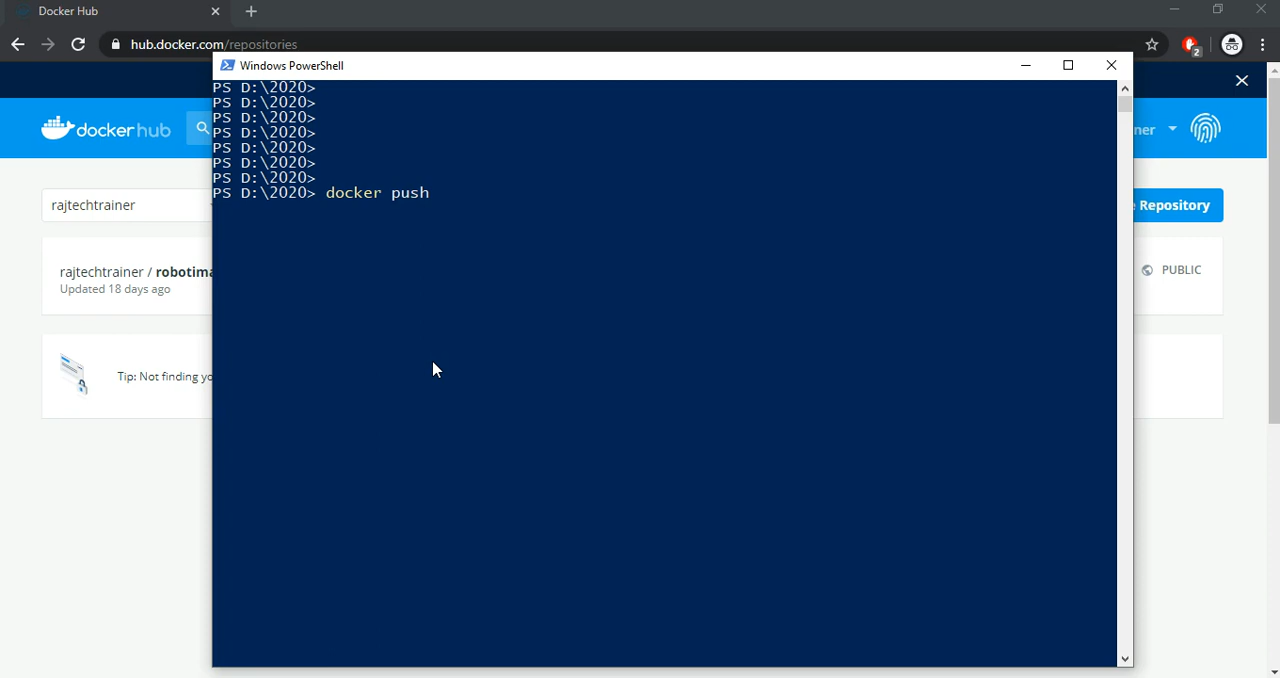 Docker Hub
hub.docker.com/repositories
2
Windows PowerShell
PS D:\2020>
PS D:\2020>
PS D:\2020>
PS D:\2020>
PS D:\2020>
PS D:\2020>
PS D:\2020>
PS D:\2020> docker push
docker hub
ner
rajtechtrainer
Repository
rajtechtrainer / robotima
Updated 18 days ago
PUBLIC
Tip: Not finding yo